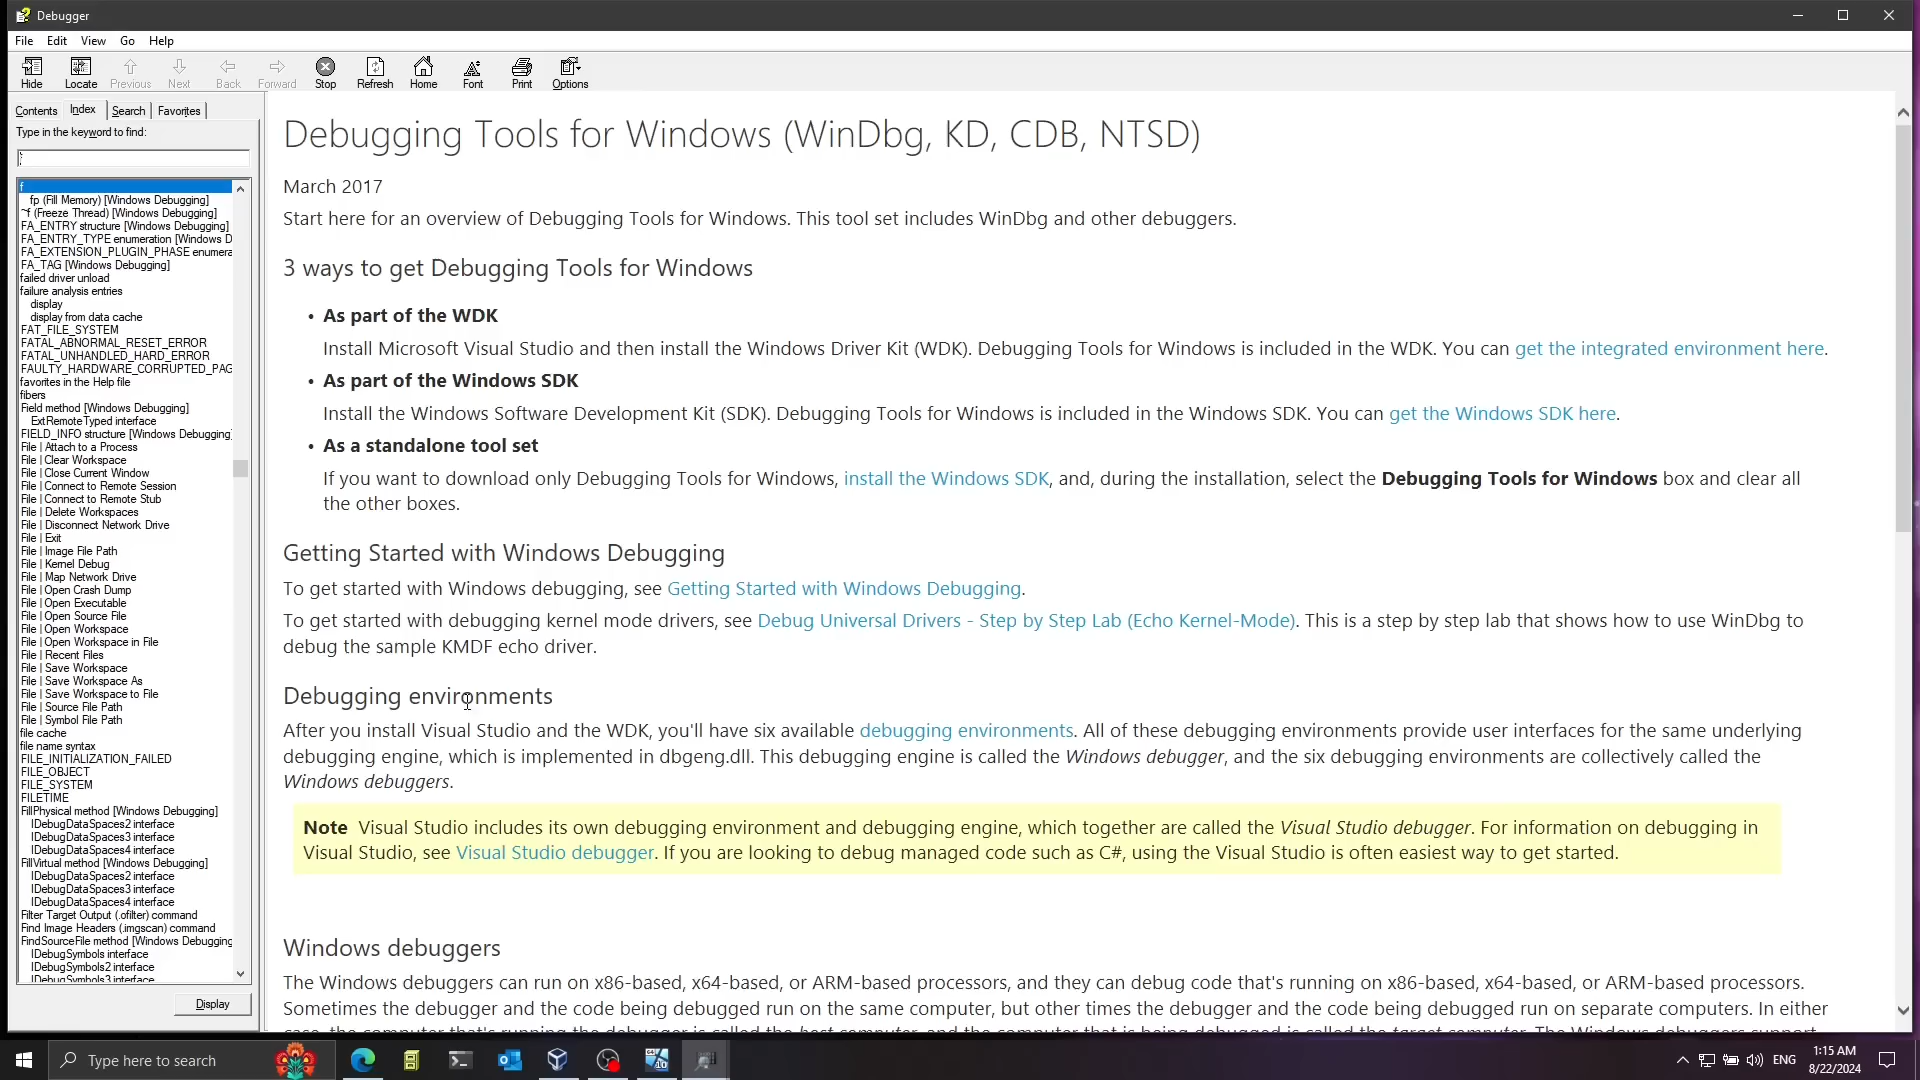 Debugger
File Edit View Go Help
Hide Locate Previous Next Back Forward Stop Refresh Home Font Print Options
Contents Index Search Favorites
Type in the keyword to find:
f
fp (Fill Memory) [Windows Debugging]
~f (Freeze Thread) [Windows Debugging]
FA_ENTRY structure [Windows Debugging]
FA_ENTRY_TYPE enumeration [Windows D
FA_EXTENSION_PLUGIN_PHASE enumera
FA_TAG [Windows Debugging]
failed driver unload
failure analysis entries
display
display from data cache
FAT_FILE_SYSTEM
FATAL_ABNORMAL_RESET_ERROR
FATAL_UNHANDLED_HARD_ERROR
FAULTY_HARDWARE_CORRUPTED_PAG
favorites in the Help file
fibers
Field method [Windows Debugging]
ExtRemoteTyped interface
FIELD_INFO structure [Windows Debugging]
File | Attach to a Process
File | Clear Workspace
File | Close Current Window
File | Connect to Remote Session
File | Connect to Remote Stub
File | Delete Workspaces
File | Disconnect Network Drive
File | Exit
File | Image File Path
File | Kernel Debug
File | Map Network Drive
File | Open Crash Dump
File | Open Executable
File | Open Source File
File | Open Workspace
File | Open Workspace in File
File | Recent Files
File | Save Workspace
File | Save Workspace As
File | Save Workspace to File
File | Source File Path
File | Symbol File Path
file cache
file name syntax
FILE_INITIALIZATION_FAILED
FILE_OBJECT
FILE_SYSTEM
FILETIME
FillPhysical method [Windows Debugging]
IDebugDataSpaces2 interface
IDebugDataSpaces3 interface
IDebugDataSpaces4 interface
FillVirtual method [Windows Debugging]
IDebugDataSpaces2 interface
IDebugDataSpaces3 interface
IDebugDataSpaces4 interface
Filter Target Output (.ofilter) command
Find Image Headers (.imgscan) command
FindSourceFile method [Windows Debugging
IDebugSymbols interface
IDebugSymbols2 interface
IDebugSymbols3 interface
Display
Debugging Tools for Windows (WinDbg, KD, CDB, NTSD)
March 2017
Start here for an overview of Debugging Tools for Windows. This tool set includes WinDbg and other debuggers.
3 ways to get Debugging Tools for Windows
• As part of the WDK
Install Microsoft Visual Studio and then install the Windows Driver Kit (WDK). Debugging Tools for Windows is included in the WDK. You can get the integrated environment here.
• As part of the Windows SDK
Install the Windows Software Development Kit (SDK). Debugging Tools for Windows is included in the Windows SDK. You can get the Windows SDK here.
• As a standalone tool set
If you want to download only Debugging Tools for Windows, install the Windows SDK, and, during the installation, select the Debugging Tools for Windows box and clear all
the other boxes.
Getting Started with Windows Debugging
To get started with Windows debugging, see Getting Started with Windows Debugging.
To get started with debugging kernel mode drivers, see Debug Universal Drivers - Step by Step Lab (Echo Kernel-Mode). This is a step by step lab that shows how to use WinDbg to
debug the sample KMDF echo driver.
Debugging environments
After you install Visual Studio and the WDK, you'll have six available debugging environments. All of these debugging environments provide user interfaces for the same underlying
debugging engine, which is implemented in dbgeng.dll. This debugging engine is called the Windows debugger, and the six debugging environments are collectively called the
Windows debuggers.
Note Visual Studio includes its own debugging environment and debugging engine, which together are called the Visual Studio debugger. For information on debugging in
Visual Studio, see Visual Studio debugger. If you are looking to debug managed code such as C#, using the Visual Studio is often easiest way to get started.
Windows debuggers
The Windows debuggers can run on x86-based, x64-based, or ARM-based processors, and they can debug code that's running on x86-based, x64-based, or ARM-based processors.
Sometimes the debugger and the code being debugged run on the same computer, but other times the debugger and the code being debugged run on separate computers. In either
case, the computer that's running the debugger is called the host computer, and the computer that is being debugged is called the target computer. The Windows debuggers support
Type here to search
ENG
1:15 AM
8/22/2024